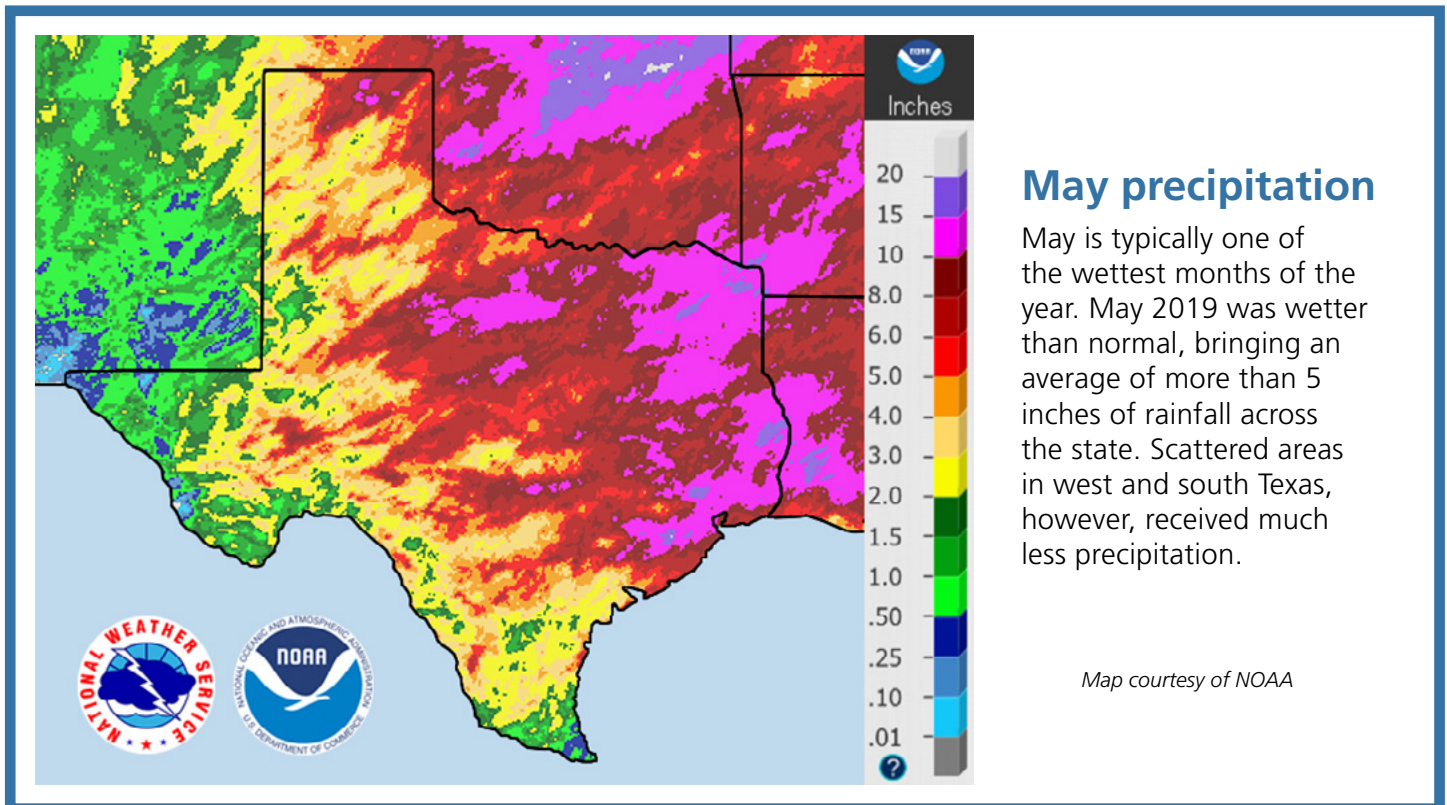 NOAA
Inches
20
15
10
8.0
6.0
5.0
4.0
3.0
2.0
1.5
1.0
.50
.25
.10
.01
?
NATIONAL WEATHER SERVICE
NATIONAL OCEANIC AND ATMOSPHERIC ADMINISTRATION
NOAA
U.S. DEPARTMENT OF COMMERCE
May precipitation
May is typically one of
the wettest months of the
year. May 2019 was wetter
than normal, bringing an
average of more than 5
inches of rainfall across
the state. Scattered areas
in west and south Texas,
however, received much
less precipitation.
Map courtesy of NOAA